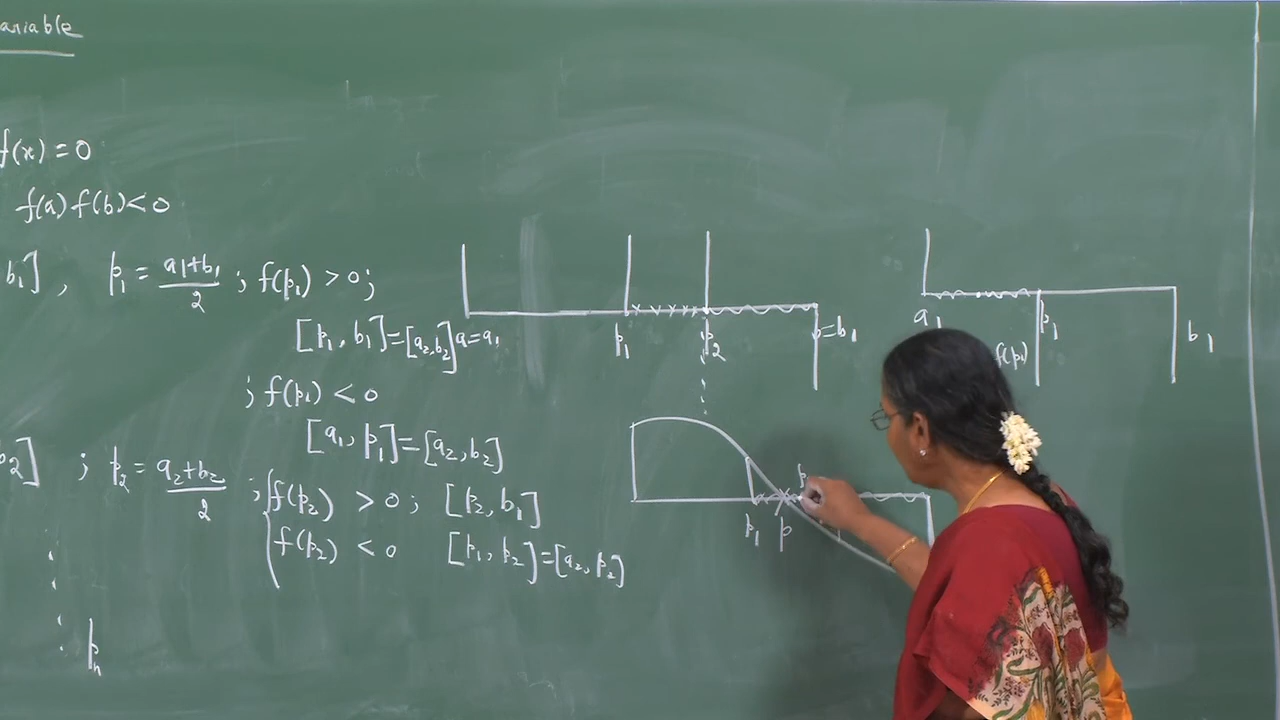 ariable
f(x) = 0
f(a) f(b) < 0
b₁] , p₁ = (a₁+b₁)/2 ; f(p₁) > 0 ;
[p₁, b₁] = [a₂, b₂]
; f(p₁) < 0
[a₁, p₁] = [a₂, b₂]
b₂] ; p₂ = (a₂+b₂)/2 ; { f(p₂) > 0 ; [p₂, b₁]
f(p₂) < 0 [p₁, p₂] = [a₂, p₂]
pₙ
a = a₁ p₁ p₂ b = b₁
a₁ p₁ b₁
f(p₁)
p₁ p